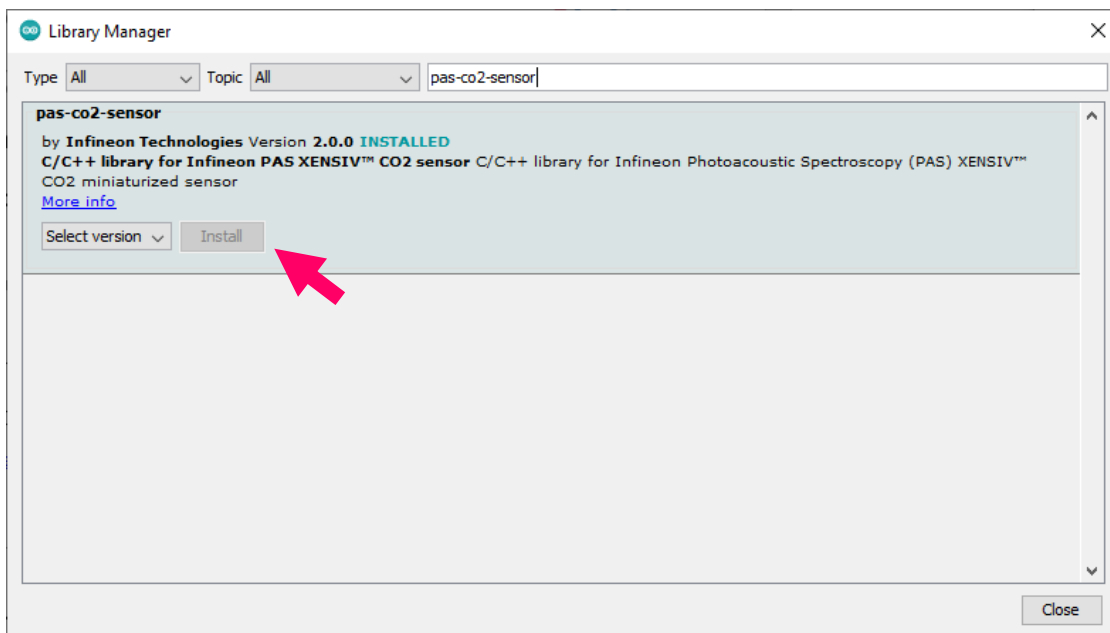 Library Manager
Type All Topic All pas-co2-sensor
pas-co2-sensor
by Infineon Technologies Version 2.0.0 INSTALLED
C/C++ library for Infineon PAS XENSIV™ CO2 sensor C/C++ library for Infineon Photoacoustic Spectroscopy (PAS) XENSIV™
CO2 miniaturized sensor
More info
Select version Install
Close